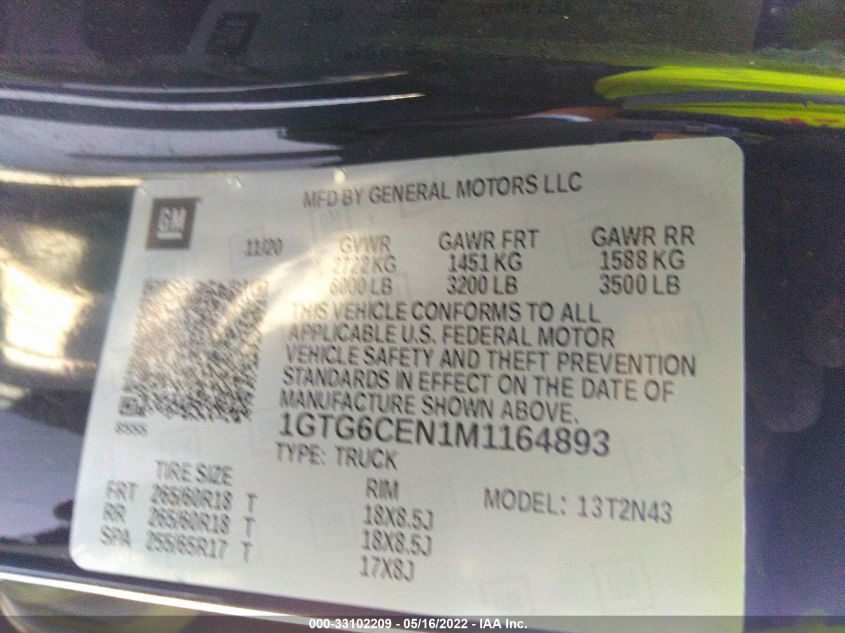 MFD BY GENERAL MOTORS LLC
GM
11/20 GVWR GAWR FRT GAWR RR
2722 KG 1451 KG 1588 KG
6000 LB 3200 LB 3500 LB
THIS VEHICLE CONFORMS TO ALL
APPLICABLE U.S. FEDERAL MOTOR
VEHICLE SAFETY AND THEFT PREVENTION
STANDARDS IN EFFECT ON THE DATE OF
MANUFACTURE SHOWN ABOVE.
1GTG6CEN1M1164893
TYPE: TRUCK
TIRE SIZE RIM MODEL: 13T2N43
FRT 265/60R18 T 18X8.5J
RR 265/60R18 T 18X8.5J
SPA 255/65R17 T 17X8J
000-33102209 - 05/16/2022 - IAA Inc.